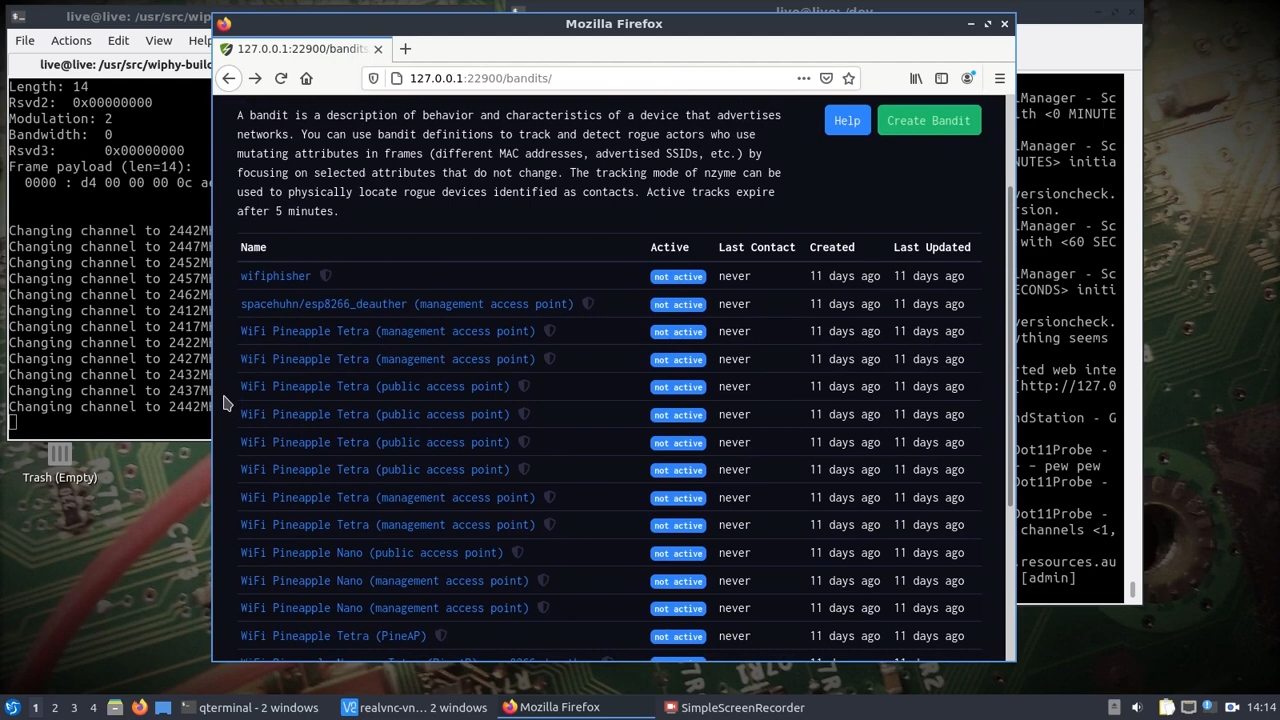 live@live: /usr/src/wip
live@live: /dev
Mozilla Firefox
File Actions Edit View Help
127.0.0.1:22900/bandits
live@live: /usr/src/wiphy-build
127.0.0.1:22900/bandits/
Length: 14
Rsvd2: 0x00000000
Modulation: 2
Bandwidth: 0
Rsvd3: 0x00000000
Frame payload (len=14):
0000 : d4 00 00 00 0c
Changing channel to 2442M
Changing channel to 2447M
Changing channel to 2452M
Changing channel to 2457M
Changing channel to 2462M
Changing channel to 2412M
Changing channel to 2417M
Changing channel to 2422M
Changing channel to 2427M
Changing channel to 2432M
Changing channel to 2437M
Changing channel to 2442M
Trash (Empty)
A bandit is a description of behavior and characteristics of a device that advertises
networks. You can use bandit definitions to track and detect rogue actors who use
mutating attributes in frames (different MAC addresses, advertised SSIDs, etc.) by
focusing on selected attributes that do not change. The tracking mode of nzyme can be
used to physically locate rogue devices identified as contacts. Active tracks expire
after 5 minutes.
Help
Create Bandit
Name Active Last Contact Created Last Updated
wifiphisher not active never 11 days ago 11 days ago
spacehuhn/esp8266_deauther (management access point) not active never 11 days ago 11 days ago
WiFi Pineapple Tetra (management access point) not active never 11 days ago 11 days ago
WiFi Pineapple Tetra (management access point) not active never 11 days ago 11 days ago
WiFi Pineapple Tetra (public access point) not active never 11 days ago 11 days ago
WiFi Pineapple Tetra (public access point) not active never 11 days ago 11 days ago
WiFi Pineapple Tetra (public access point) not active never 11 days ago 11 days ago
WiFi Pineapple Tetra (public access point) not active never 11 days ago 11 days ago
WiFi Pineapple Tetra (management access point) not active never 11 days ago 11 days ago
WiFi Pineapple Tetra (management access point) not active never 11 days ago 11 days ago
WiFi Pineapple Nano (public access point) not active never 11 days ago 11 days ago
WiFi Pineapple Nano (management access point) not active never 11 days ago 11 days ago
WiFi Pineapple Nano (management access point) not active never 11 days ago 11 days ago
WiFi Pineapple Tetra (PineAP) not active never 11 days ago 11 days ago
lManager - Sc
th <0 MINUTE
lManager - Sc
NUTES> initia
versioncheck.
rsion.
lManager - Sc
with <60 SEC
lManager - Sc
ECONDS> initi
versioncheck.
ything seems
rted web inte
[http://127.0
ndStation - G
Dot11Probe -
- - pew pew
Dot11Probe -
Dot11Probe -
channels <1,
.resources.au
[admin]
1 2 3 4 qterminal - 2 windows realvnc-vn... 2 windows Mozilla Firefox SimpleScreenRecorder 14:14